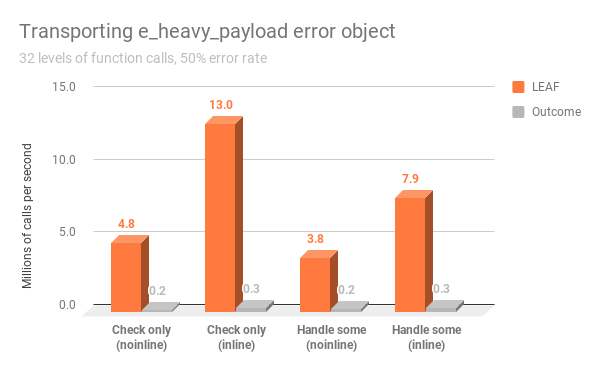 Transporting e_heavy_payload error object
32 levels of function calls, 50% error rate
LEAF
Outcome
Millions of calls per second
15.0
10.0
5.0
0.0
4.8
0.2
13.0
0.3
3.8
0.2
7.9
0.3
Check only
(noinline)
Check only
(inline)
Handle some
(noinline)
Handle some
(inline)